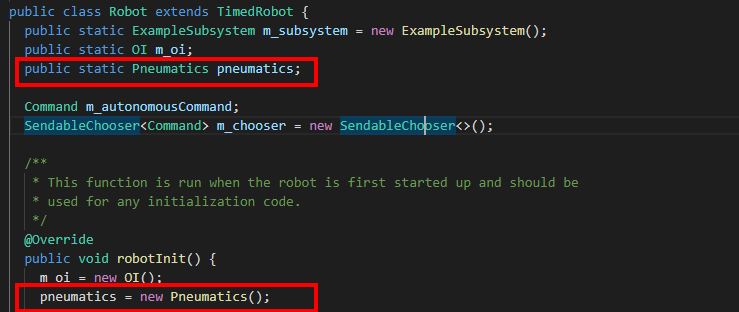 public class Robot extends TimedRobot {
public static ExampleSubsystem m_subsystem = new ExampleSubsystem();
public static OI m_oi;
public static Pneumatics pneumatics;
Command m_autonomousCommand;
SendableChooser<Command> m_chooser = new SendableChooser<>();
/**
* This function is run when the robot is first started up and should be
* used for any initialization code.
*/
@Override
public void robotInit() {
m_oi = new OI();
pneumatics = new Pneumatics();